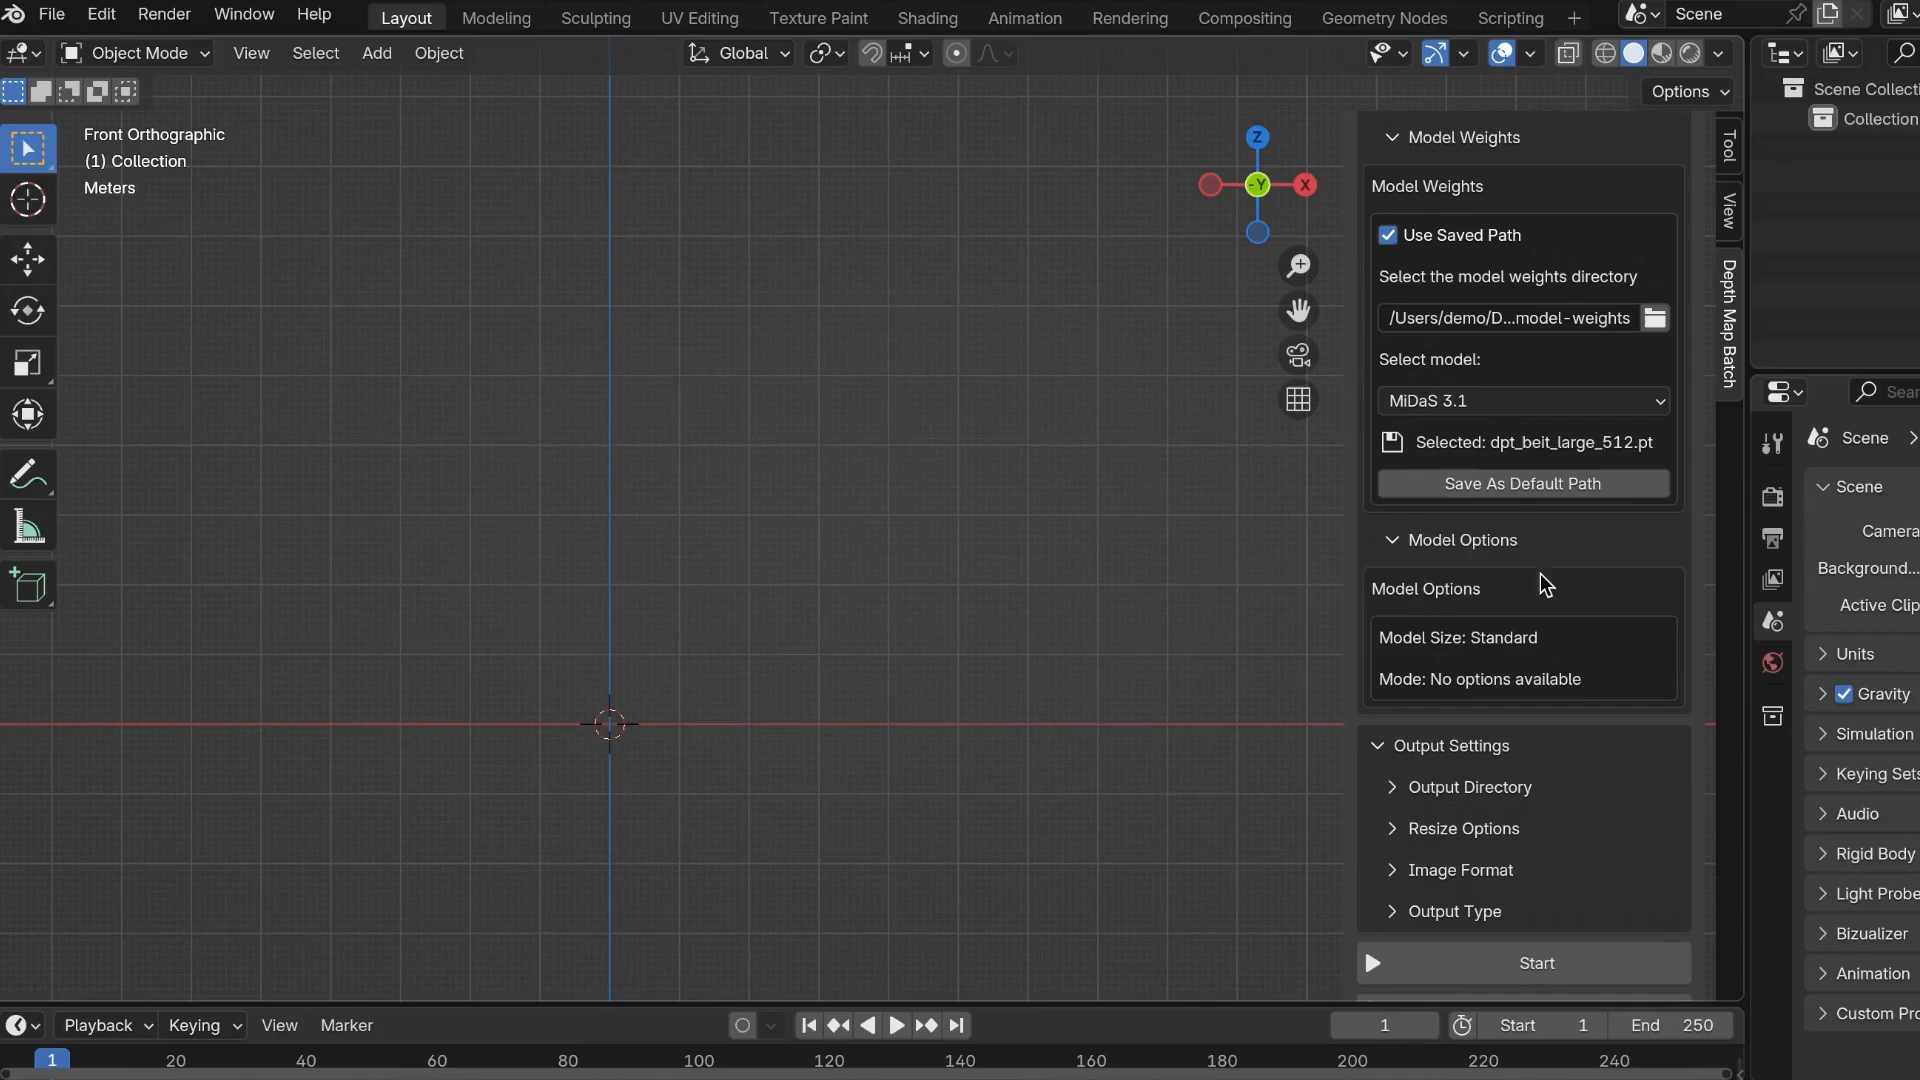 File Edit Render Window Help Layout Modeling Sculpting UV Editing Texture Paint Shading Animation Rendering Compositing Geometry Nodes Scripting Scene
Object Mode View Select Add Object Global
Options
Front Orthographic
(1) Collection
Meters
Z
-Y
X
Model Weights
Model Weights
Use Saved Path
Select the model weights directory
/Users/demo/D...model-weights
Select model:
MiDaS 3.1
Selected: dpt_beit_large_512.pt
Save As Default Path
Model Options
Model Options
Model Size: Standard
Mode: No options available
Output Settings
Output Directory
Resize Options
Image Format
Output Type
Start
Tool
View
Depth Map Batch
Scene Collecti
Collection
Sear
Scene
Scene
Camera
Background...
Active Clip
Units
Gravity
Simulation
Keying Sets
Audio
Rigid Body
Light Probe
Bizualizer
Animation
Custom Pro
Playback Keying View Marker 1 Start 1 End 250
1 20 40 60 80 100 120 140 160 180 200 220 240